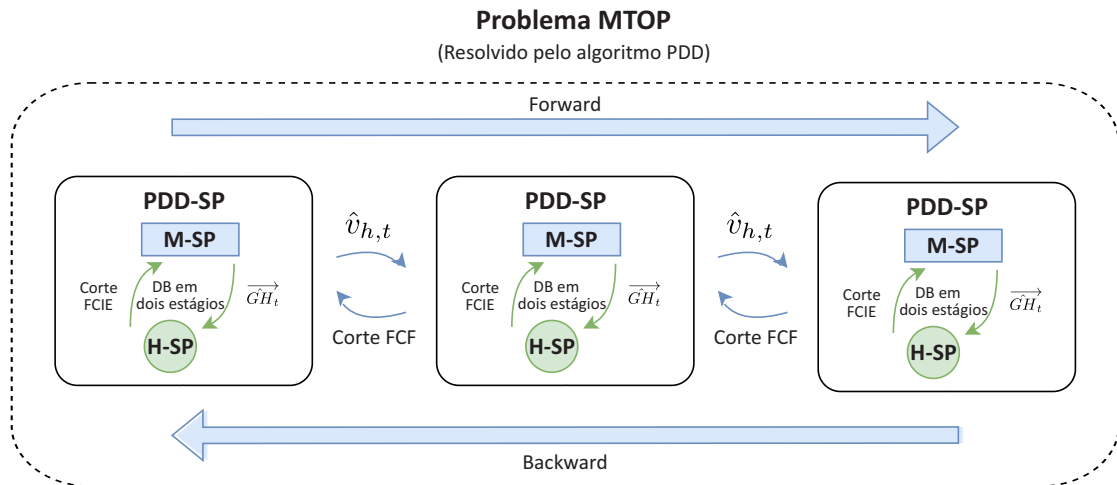 Problema MTOP
(Resolvido pelo algoritmo PDD)
Forward
PDD-SP
M-SP
Corte
FCIE
DB em
dois estágios
$\overrightarrow{\hat{GH}_t}$
H-SP
$\hat{v}_{h,t}$
Corte FCF
PDD-SP
M-SP
Corte
FCIE
DB em
dois estágios
$\overrightarrow{\hat{GH}_t}$
H-SP
$\hat{v}_{h,t}$
Corte FCF
PDD-SP
M-SP
Corte
FCIE
DB em
dois estágios
$\overrightarrow{\hat{GH}_t}$
H-SP
Backward